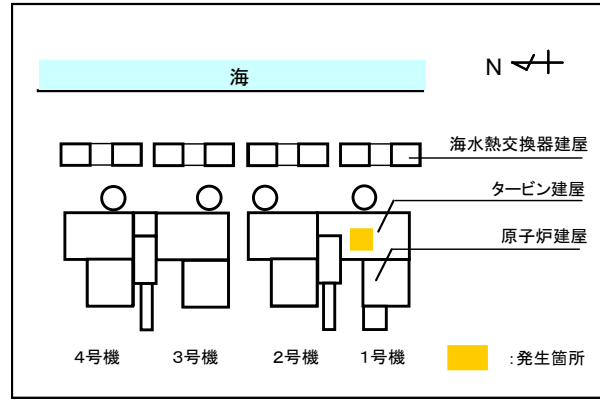 海
N
海水熱交換器建屋
タービン建屋
原子炉建屋
4号機 3号機 2号機 1号機 :発生箇所